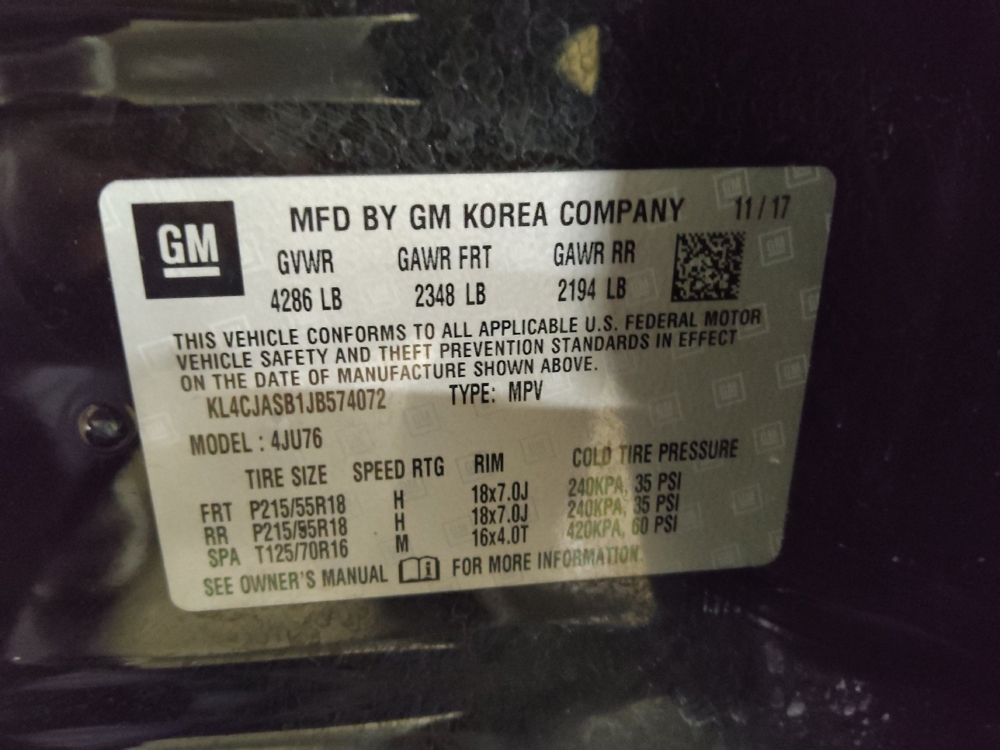 GM
MFD BY GM KOREA COMPANY 11/17
GVWR GAWR FRT GAWR RR
4286 LB 2348 LB 2194 LB
THIS VEHICLE CONFORMS TO ALL APPLICABLE U.S. FEDERAL MOTOR
VEHICLE SAFETY AND THEFT PREVENTION STANDARDS IN EFFECT
ON THE DATE OF MANUFACTURE SHOWN ABOVE.
KL4CJASB1JB574072 TYPE: MPV
MODEL : 4JU76
TIRE SIZE SPEED RTG RIM COLD TIRE PRESSURE
FRT P215/55R18 H 18x7.0J 240KPA, 35 PSI
RR P215/55R18 H 18x7.0J 240KPA, 35 PSI
SPA T125/70R16 M 16x4.0T 420KPA, 60 PSI
SEE OWNER'S MANUAL FOR MORE INFORMATION.